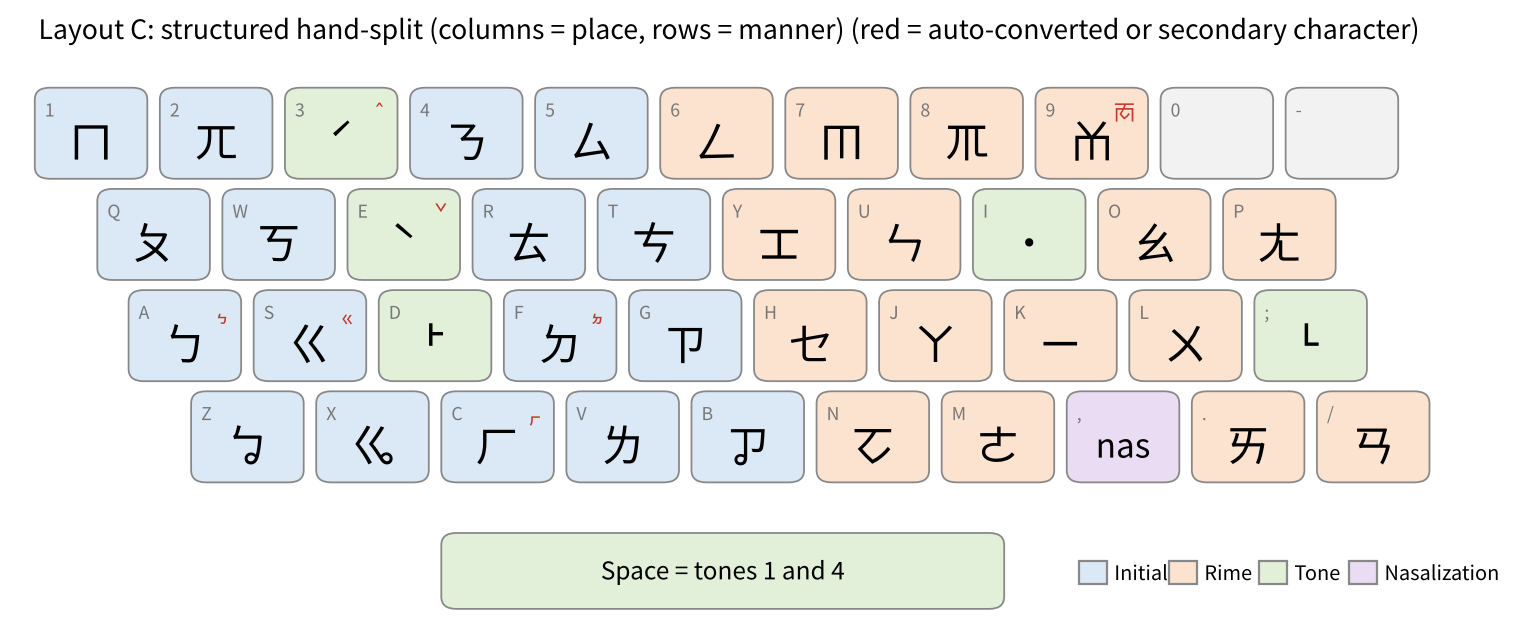 Layout C: structured hand-split (columns = place, rows = manner) (red = auto-converted or secondary character)
1 ㄇ 2 ㄫ 3 ˊ ˆ 4 ㄋ 5 ㄙ 6 ㄥ 7 ㆬ 8 ㆭ 9 ㆰ ㆱ 0 -
Q ㄆ W ㄎ E ˋ ˇ R ㄊ T ㄘ Y ㆲ U ㄣ I ˙ O ㄠ P ㄤ
A ㄅ ㆴ S ㄍ ㆶ D ˫ F ㄉ ㆵ G ㄗ H ㆤ J ㄚ K ㄧ L ㄨ ; ˪
Z ㆠ X ㆣ C ㄏ ㆷ V ㄌ B ㆡ N ㆦ M ㄜ , nas . ㄞ / ㄢ
Space = tones 1 and 4
Initial Rime Tone Nasalization